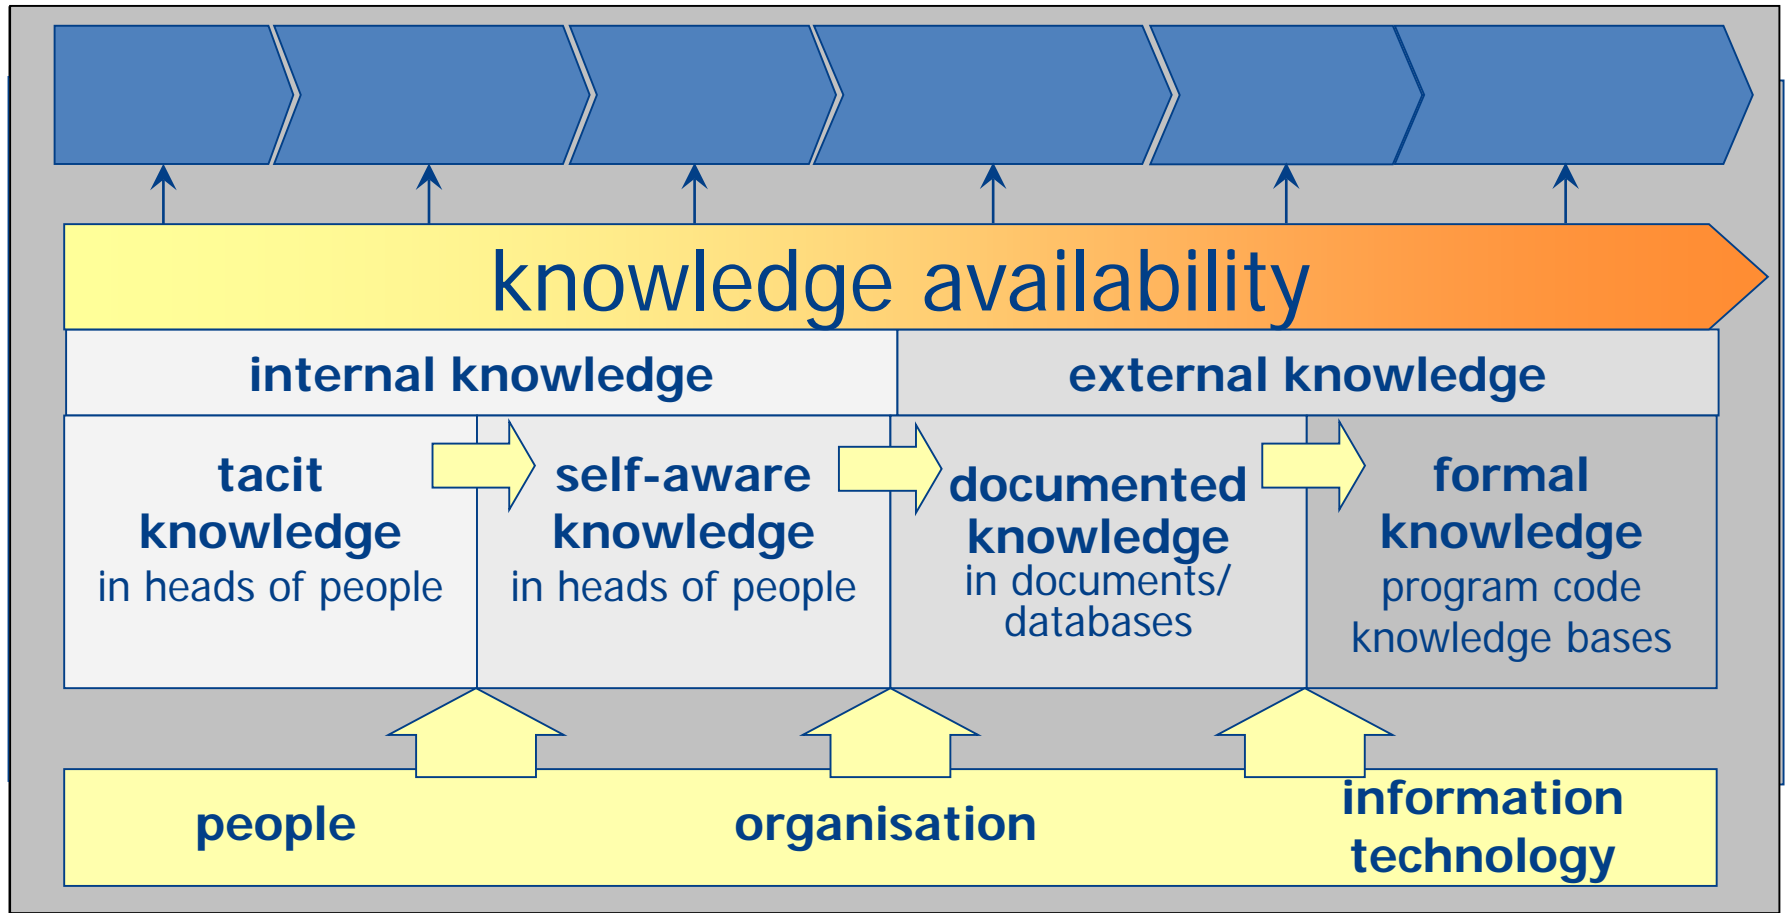 knowledge availability
internal knowledge
external knowledge
tacit
knowledge
in heads of people
self-aware
knowledge
in heads of people
documented
knowledge
in documents/
databases
formal
knowledge
program code
knowledge bases
people
organisation
information
technology